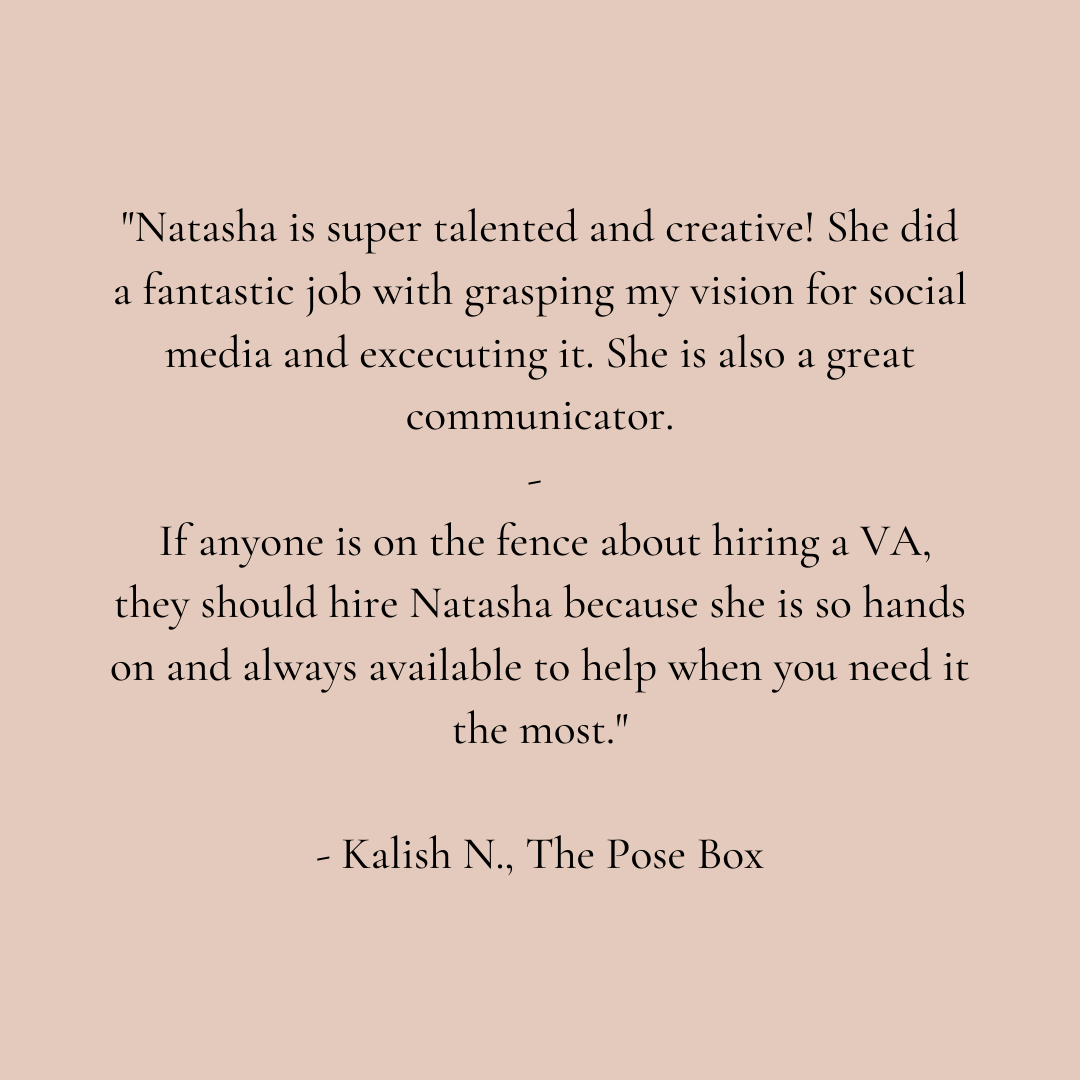 "Natasha is super talented and creative! She did
a fantastic job with grasping my vision for social
media and excecuting it. She is also a great
communicator.
-
If anyone is on the fence about hiring a VA,
they should hire Natasha because she is so hands
on and always available to help when you need it
the most."
- Kalish N., The Pose Box